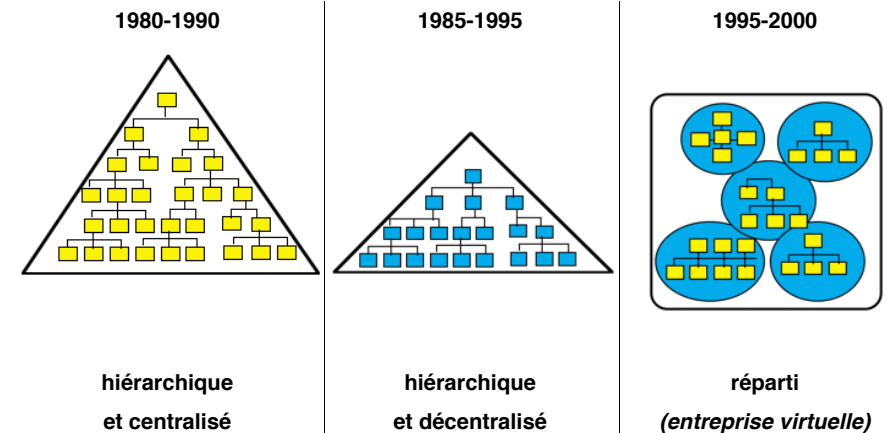 1980-1990
1985-1995
1995-2000
hiérarchique
et centralisé
hiérarchique
et décentralisé
réparti
(entreprise virtuelle)